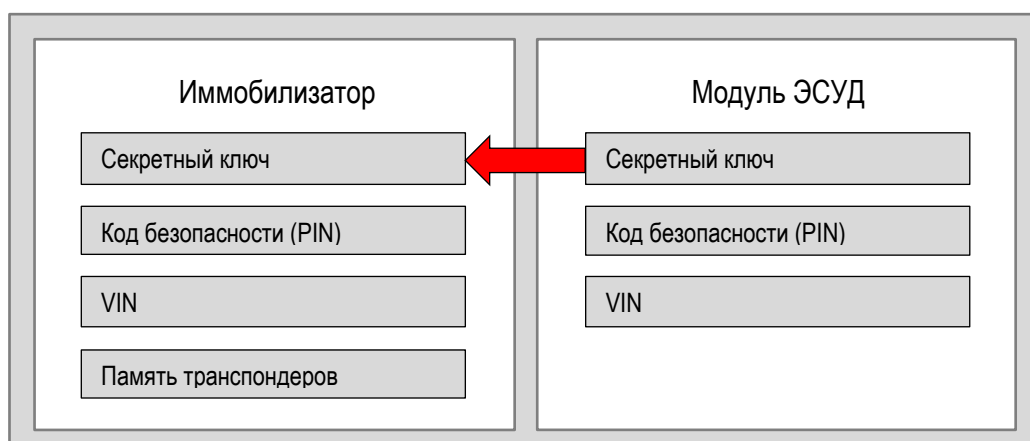 Иммобилизатор
Секретный ключ
Код безопасности (PIN)
VIN
Память транспондеров
Модуль ЭСУД
Секретный ключ
Код безопасности (PIN)
VIN